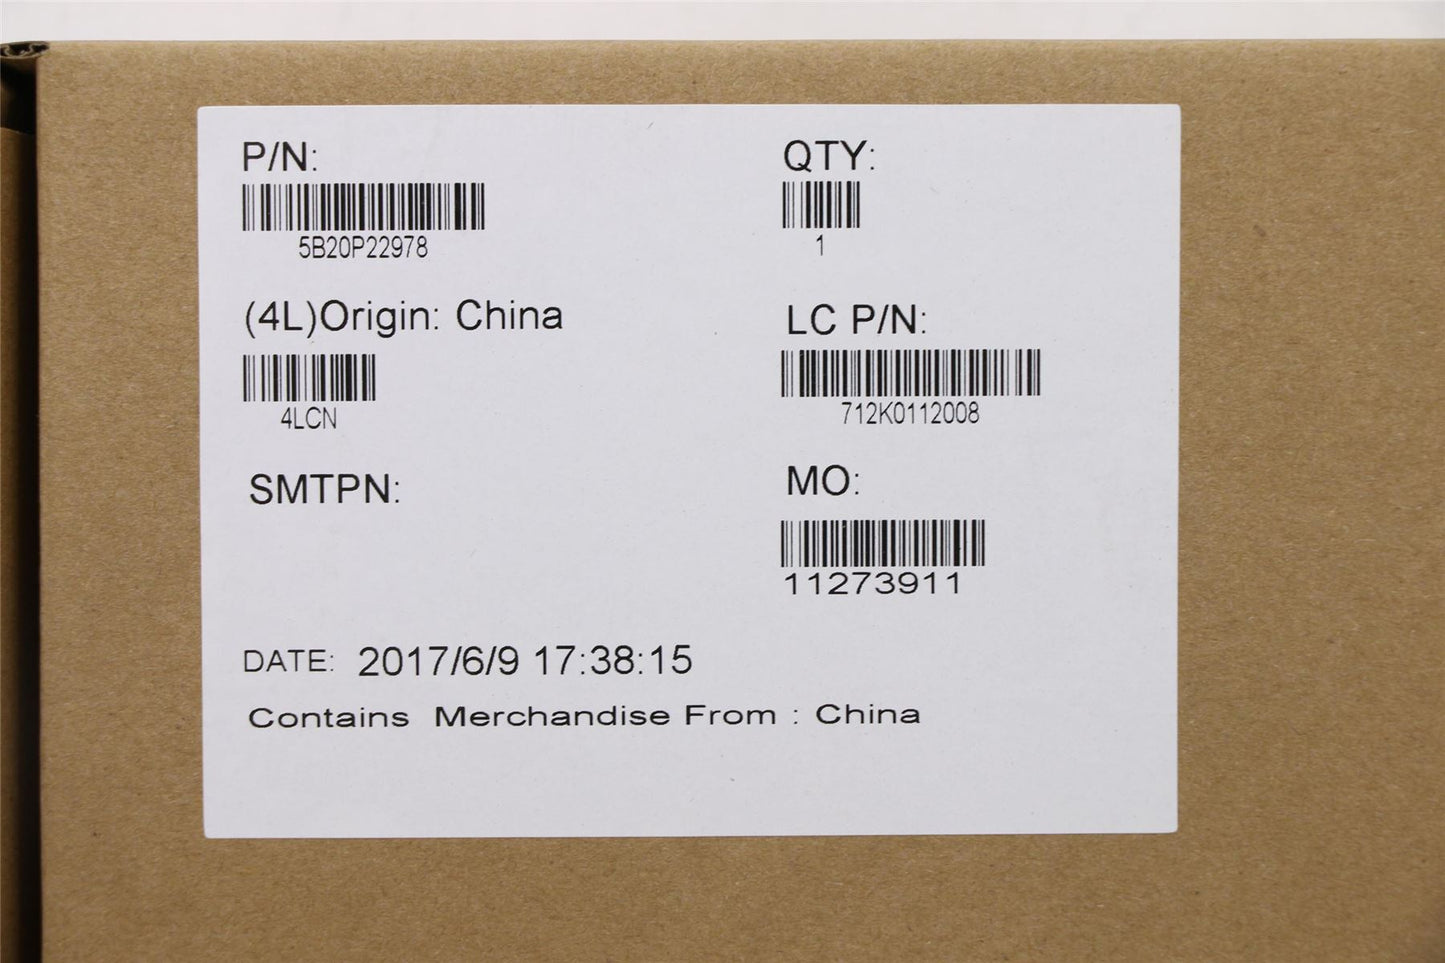 P/N:
5B20P22978
QTY:
1
(4L)Origin: China
4LCN
LC P/N:
712K0112008
SMTPN:
MO:
11273911
DATE: 2017/6/9 17:38:15
Contains Merchandise From : China